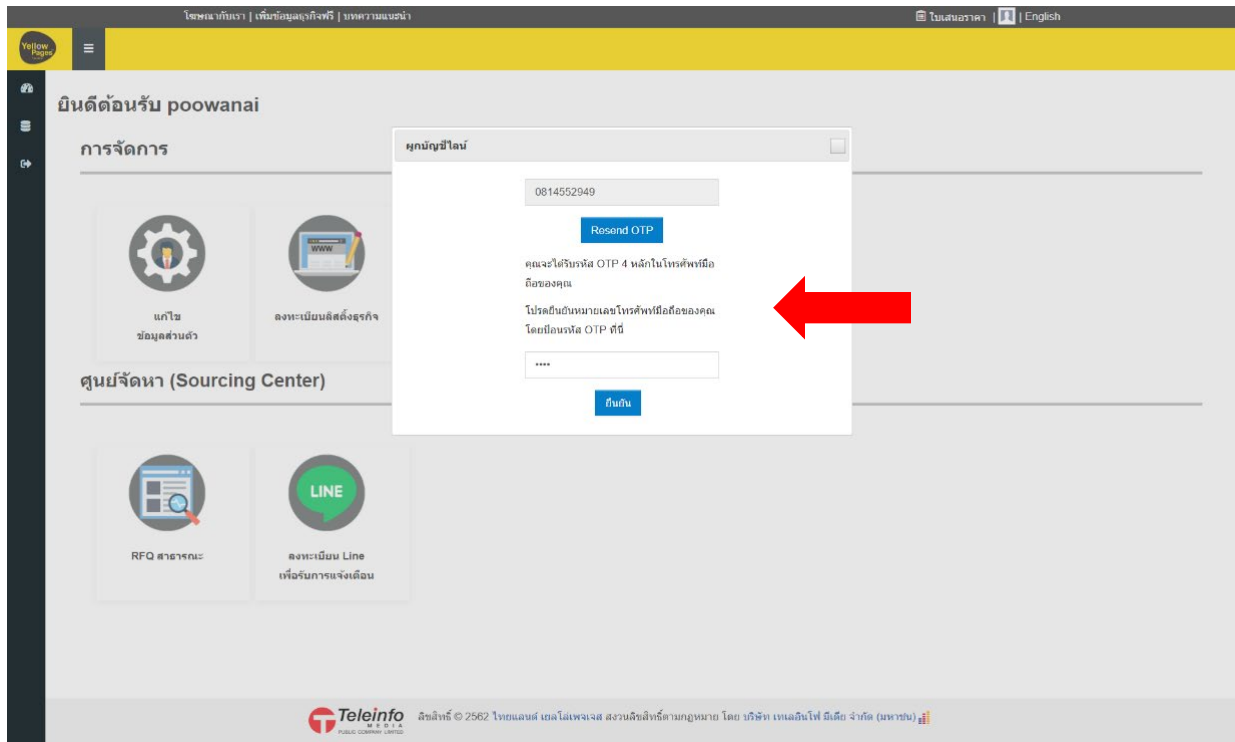 โฆษณากับเรา | เพิ่มข้อมูลธุรกิจฟรี | บทความแนะนำ
ใบเสนอราคา | | English
Yellow
Pages
ยินดีต้อนรับ poowanai
การจัดการ
ผูกบัญชีไลน์
0814552949
Resend OTP
คุณจะได้รับรหัส OTP 4 หลักในโทรศัพท์มือ
ถือของคุณ
โปรดยืนยันหมายเลขโทรศัพท์มือถือของคุณ
โดยป้อนรหัส OTP ที่นี่
....
ยืนยัน
WWW
แก้ไข
ข้อมูลส่วนตัว
ลงทะเบียนลิสติ้งธุรกิจ
ศูนย์จัดหา (Sourcing Center)
LINE
RFQ สาธารณะ
ลงทะเบียน Line
เพื่อรับการแจ้งเตือน
Teleinfo
MEDIA
PUBLIC COMPANY LIMITED
ลิขสิทธิ์ © 2562 ไทยแลนด์ เยลโล่เพจเจส สงวนลิขสิทธิ์ตามกฎหมาย โดย บริษัท เทเลอินโฟ มีเดีย จำกัด (มหาชน)